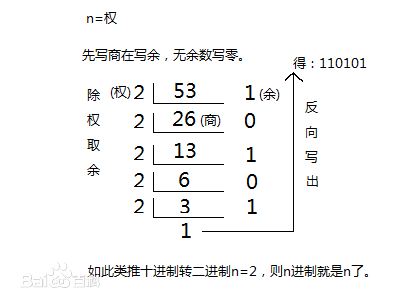 n=权
先写商在写余，无余数写零。
得：110101
除权取余
(权) 2 53 1 (余)
2 26 (商) 0
2 13 1
2 6 0
2 3 1
1
反向写出
Baidu百科
如此类推十进制转二进制n=2，则n进制就是n了。